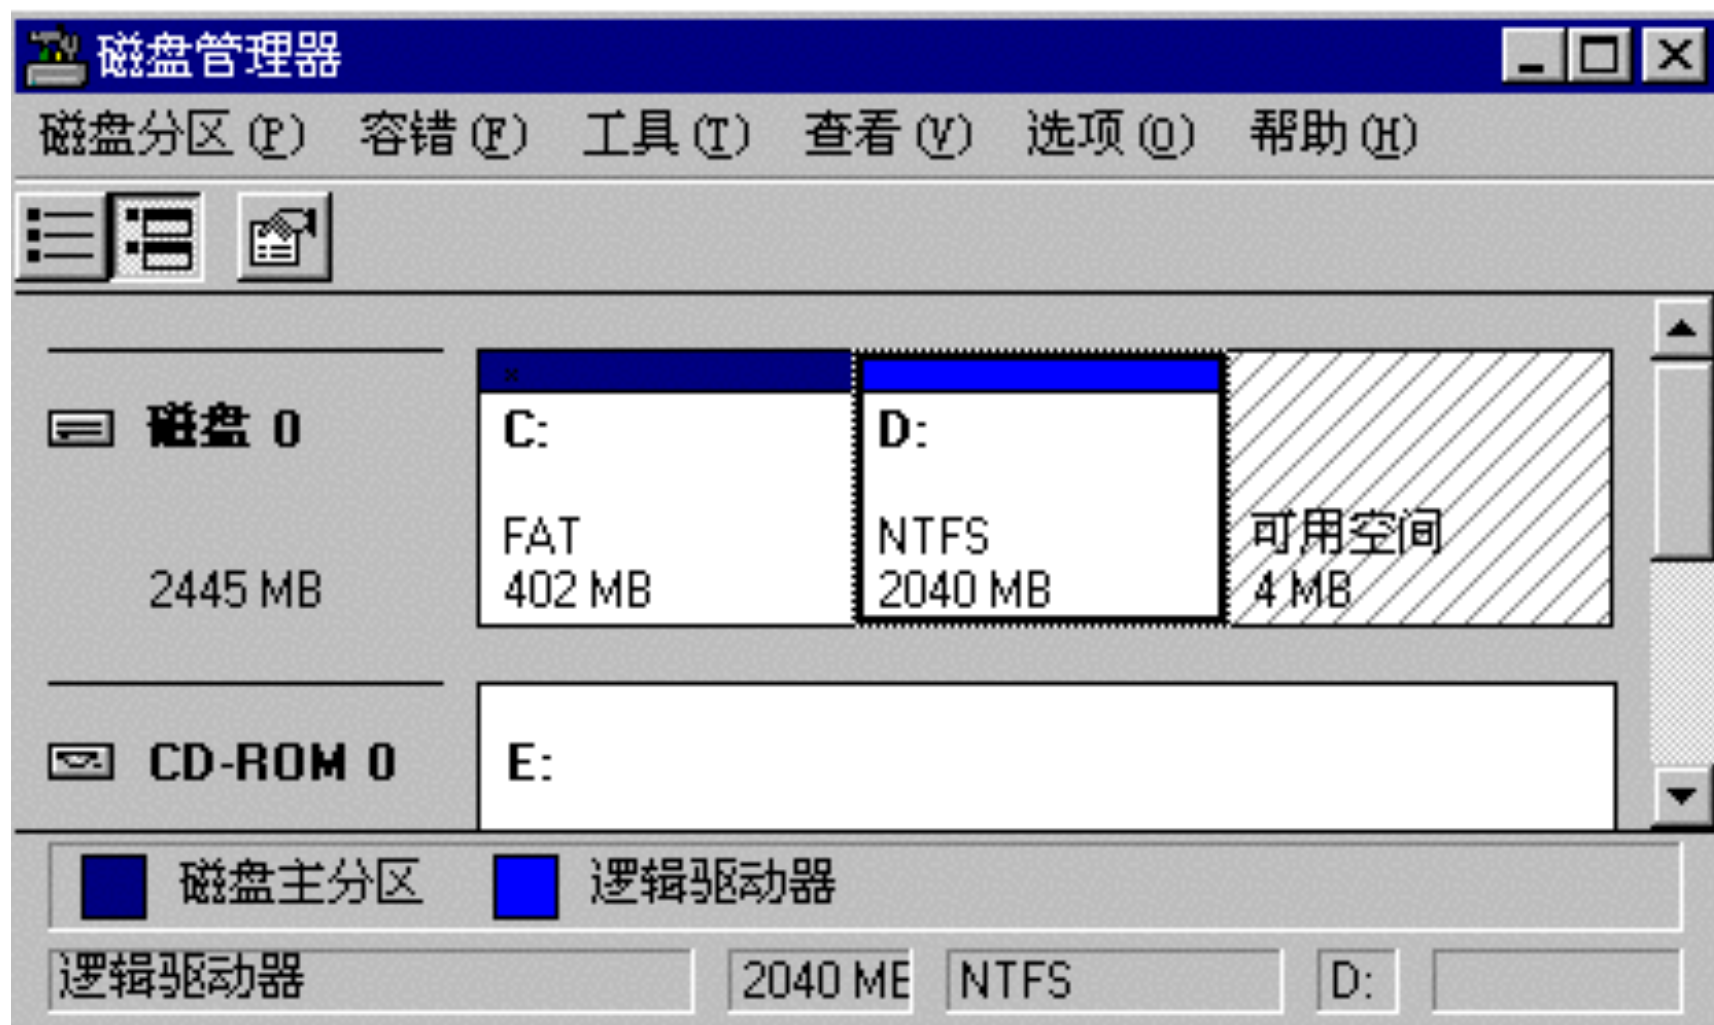 磁盘管理器
磁盘分区(P) 容错(F) 工具(T) 查看(V) 选项(O) 帮助(H)
磁盘 0
2445 MB
C:
FAT
402 MB
D:
NTFS
2040 MB
可用空间
4 MB
CD-ROM 0
E:
磁盘主分区 逻辑驱动器
逻辑驱动器 2040 MB NTFS D: